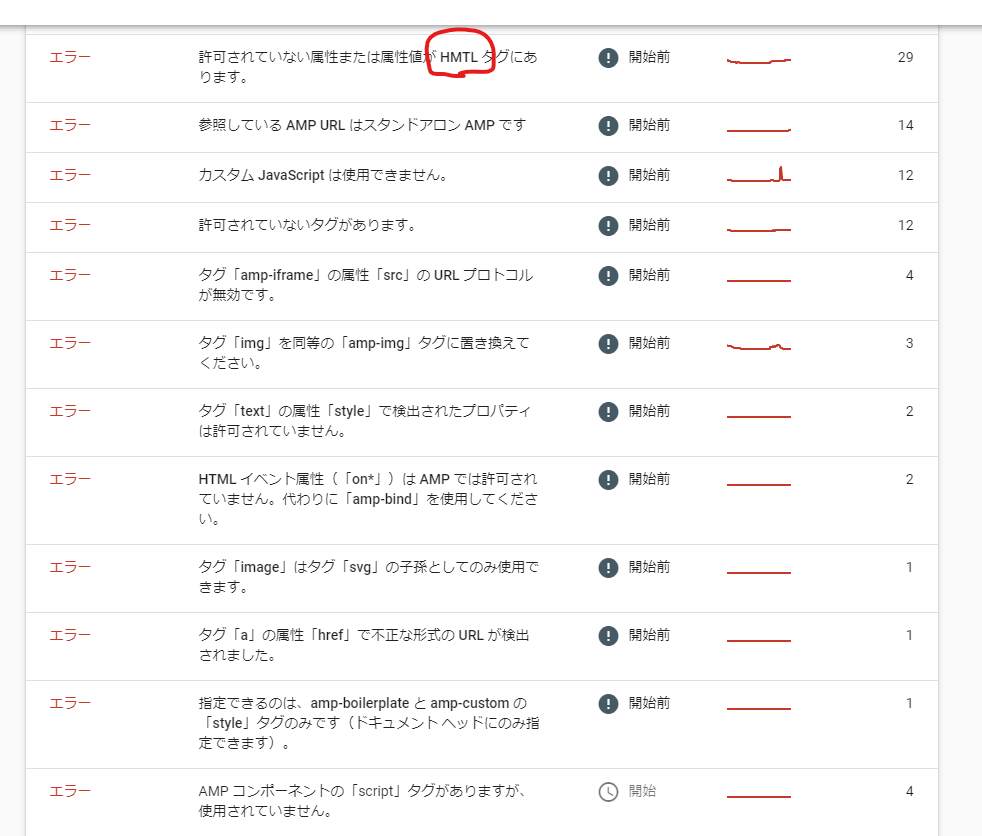 エラー 許可されていない属性または属性値が HMTL タグにあ 開始前 29
ります。
エラー 参照している AMP URL はスタンドアロン AMP です 開始前 14
エラー カスタム JavaScript は使用できません。 開始前 12
エラー 許可されていないタグがあります。 開始前 12
エラー タグ「amp-iframe」の属性「src」の URL プロトコル 開始前 4
が無効です。
エラー タグ「img」を同等の「amp-img」タグに置き換えて 開始前 3
ください。
エラー タグ「text」の属性「style」で検出されたプロパティ 開始前 2
は許可されていません。
エラー HTML イベント属性（「on*」）は AMP では許可され 開始前 2
ていません。代わりに「amp-bind」を使用してくださ
い。
エラー タグ「image」はタグ「svg」の子孫としてのみ使用で 開始前 1
きます。
エラー タグ「a」の属性「href」で不正な形式の URL が検出 開始前 1
されました。
エラー 指定できるのは、amp-boilerplate と amp-custom の 開始前 1
「style」タグのみです（ドキュメント ヘッドにのみ指
定できます）。
エラー AMP コンポーネントの「script」タグがありますが、 開始 4
使用されていません。